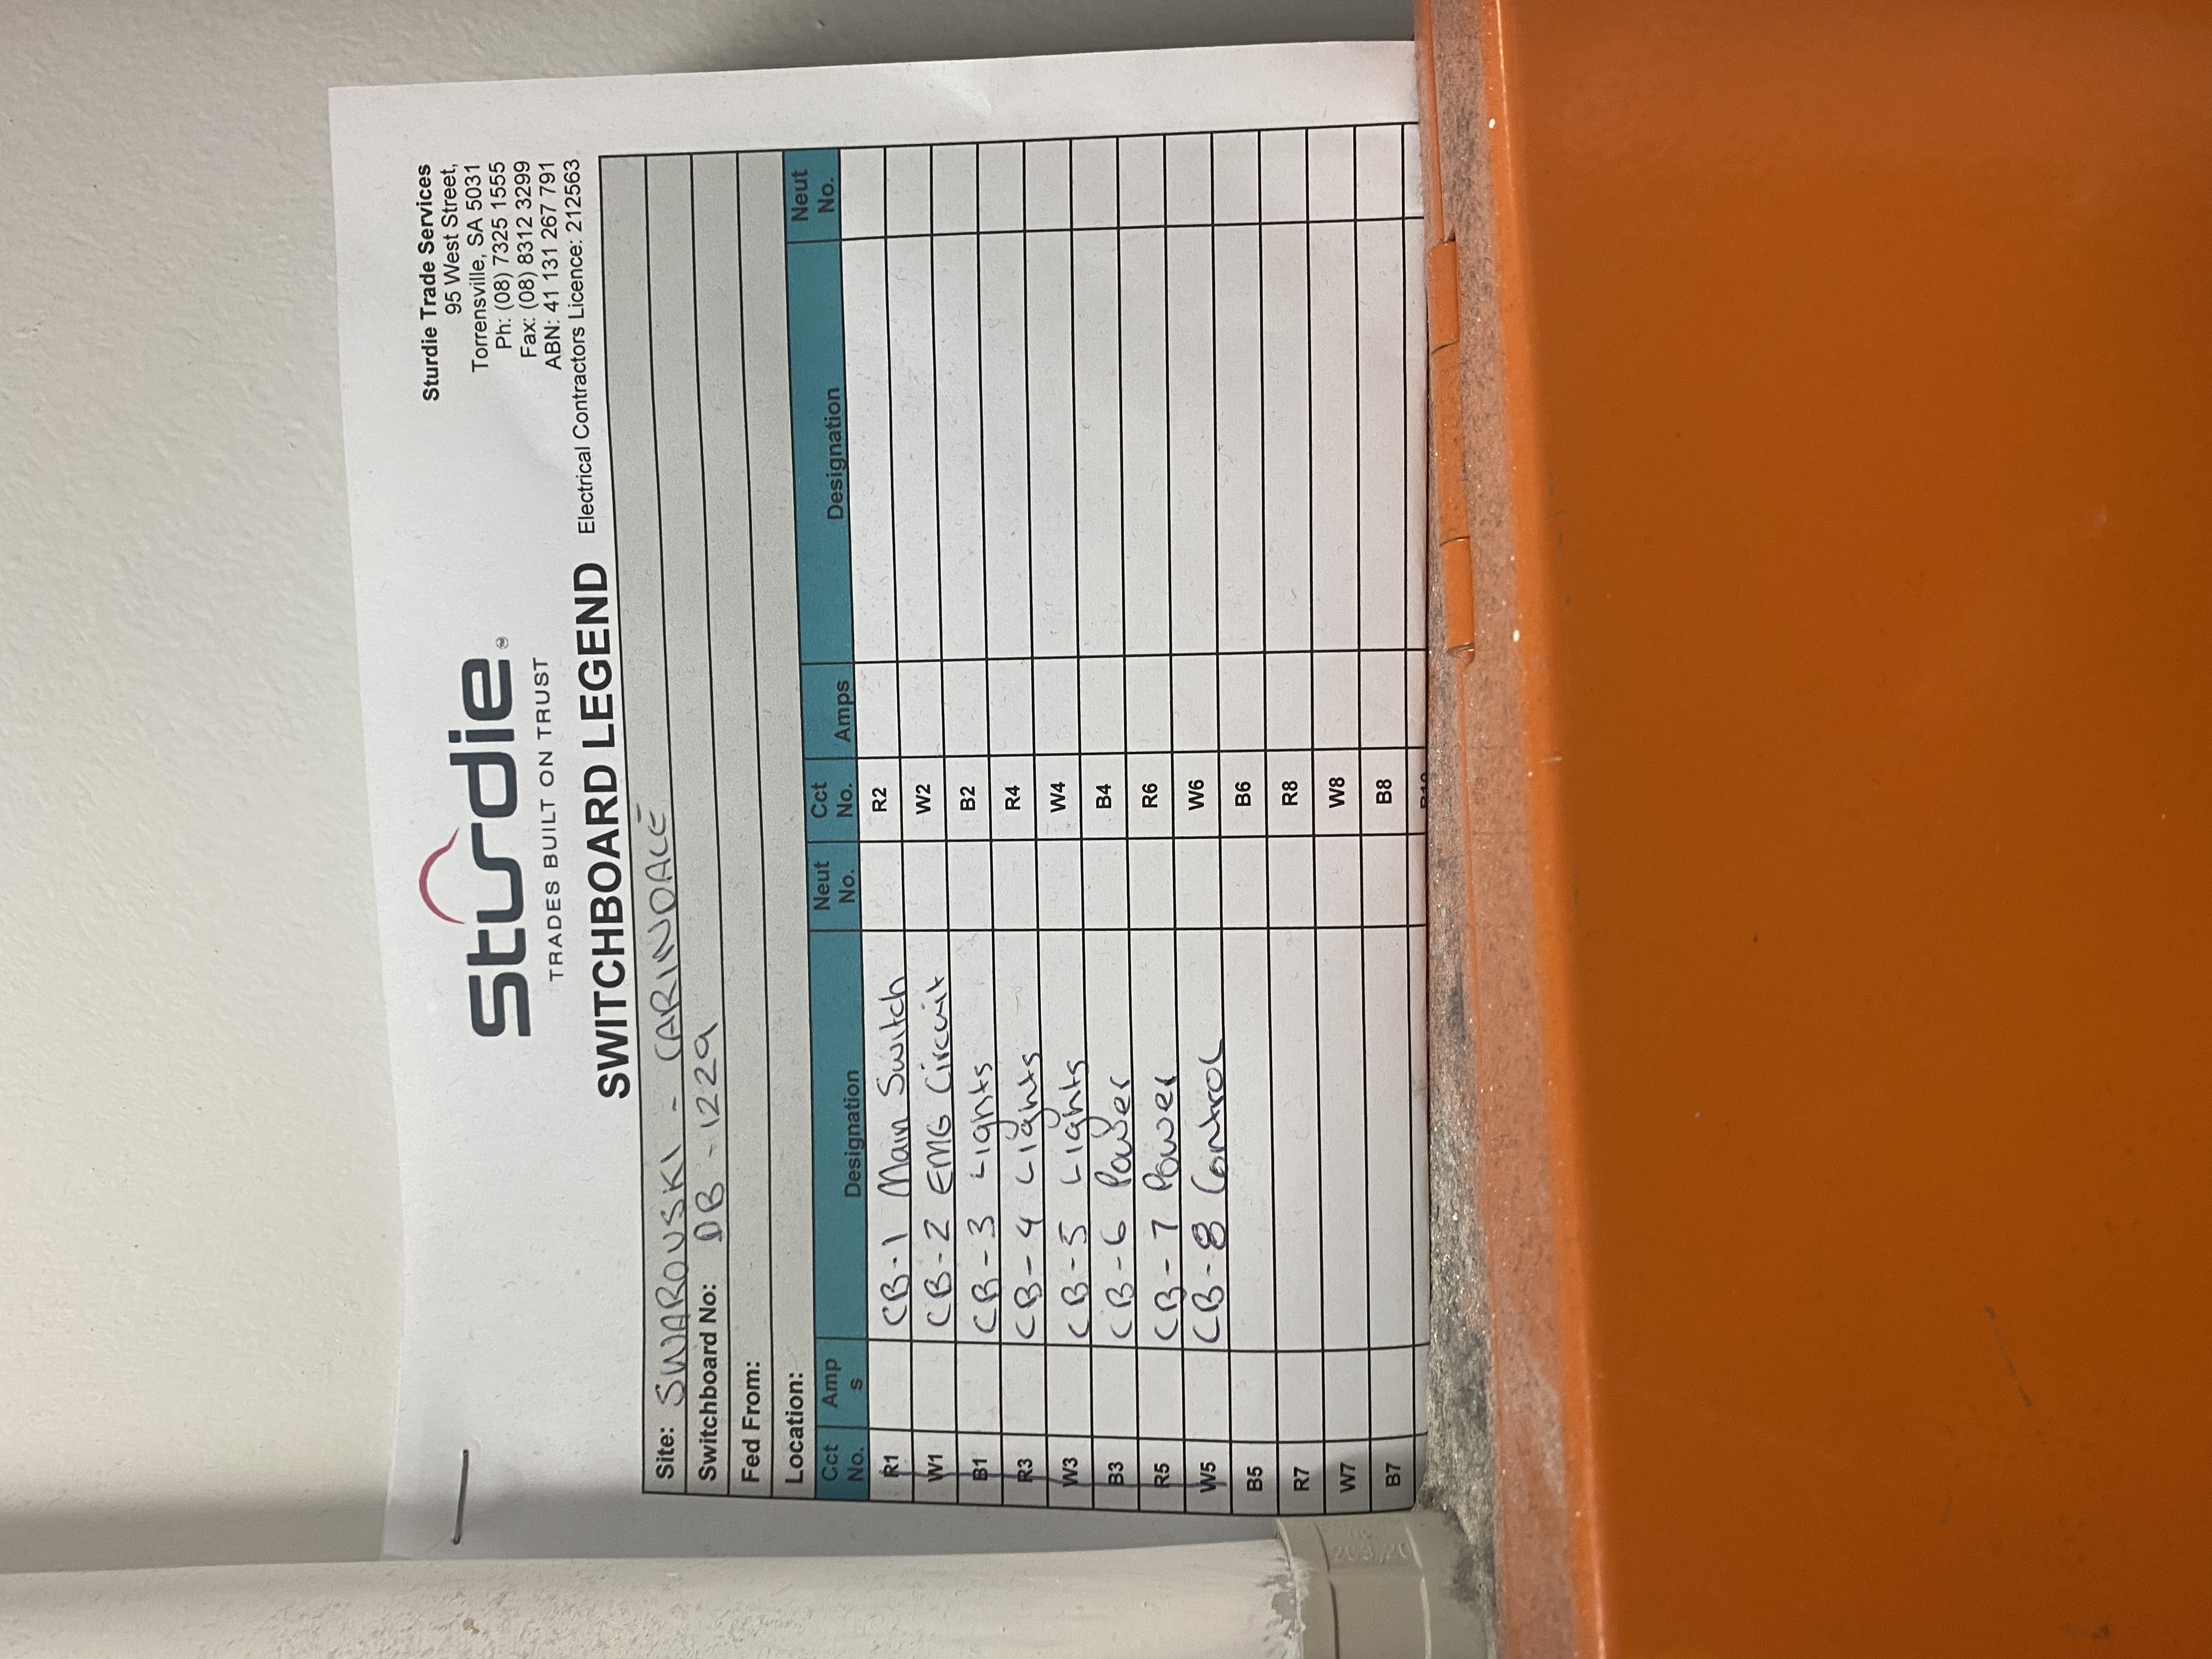 Sturdie
TRADES BUILT ON TRUST
Sturdie Trade Services
95 West Street,
Torrensville, SA 5031
Ph: (08) 7325 1555
Fax: (08) 8312 3299
ABN: 41 131 267 791
SWITCHBOARD LEGEND Electrical Contractors Licence: 212563
Site: SWAROVSKI - CARINDALE
Switchboard No: DB - 1229
Fed From:
Location:
Cct No. Amp s Designation Neut No. Cct No. Amps Designation Neut No.
R1 CB-1 Main Switch R2
W1 CB-2 EMG Circuit W2
B1 CB-3 Lights B2
R3 CB-4 Lights R4
W3 CB-5 Lights W4
B3 CB-6 Power B4
R5 CB-7 Power R6
W5 CB-8 Control W6
B5 B6
R7 R8
W7 W8
B7 B8